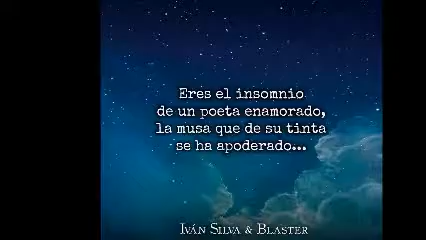 Eres el insomnio
de un poeta enamorado,
la musa que de su tinta
se ha apoderado...
Iván Silva & Blaster